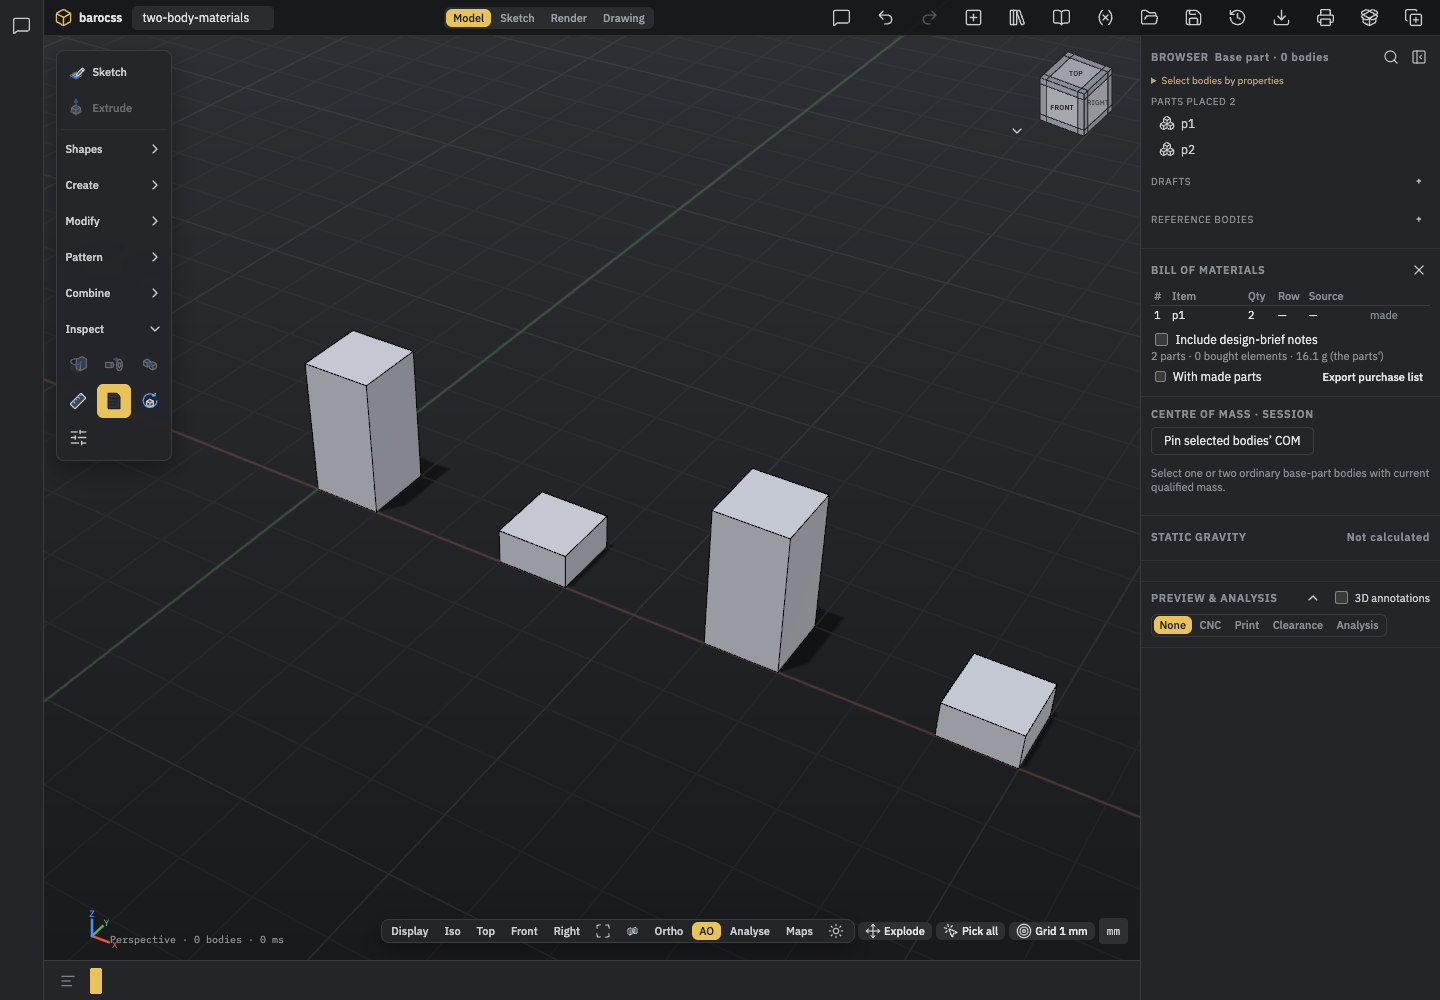 barocss
two-body-materials
Model Sketch Render Drawing
Sketch
Extrude
Shapes
Create
Modify
Pattern
Combine
Inspect
TOP
FRONT
RIGHT
BROWSER Base part · 0 bodies
Select bodies by properties
PARTS PLACED 2
p1
p2
DRAFTS +
REFERENCE BODIES +
BILL OF MATERIALS
# Item Qty Row Source
1 p1 2 — — made
Include design-brief notes
2 parts · 0 bought elements · 16.1 g (the parts')
With made parts Export purchase list
CENTRE OF MASS · SESSION
Pin selected bodies’ COM
Select one or two ordinary base-part bodies with current
qualified mass.
STATIC GRAVITY Not calculated
PREVIEW & ANALYSIS 3D annotations
None CNC Print Clearance Analysis
Z
Y
X
Perspective · 0 bodies · 0 ms
Display Iso Top Front Right Ortho AO Analyse Maps Explode Pick all Grid 1 mm mm